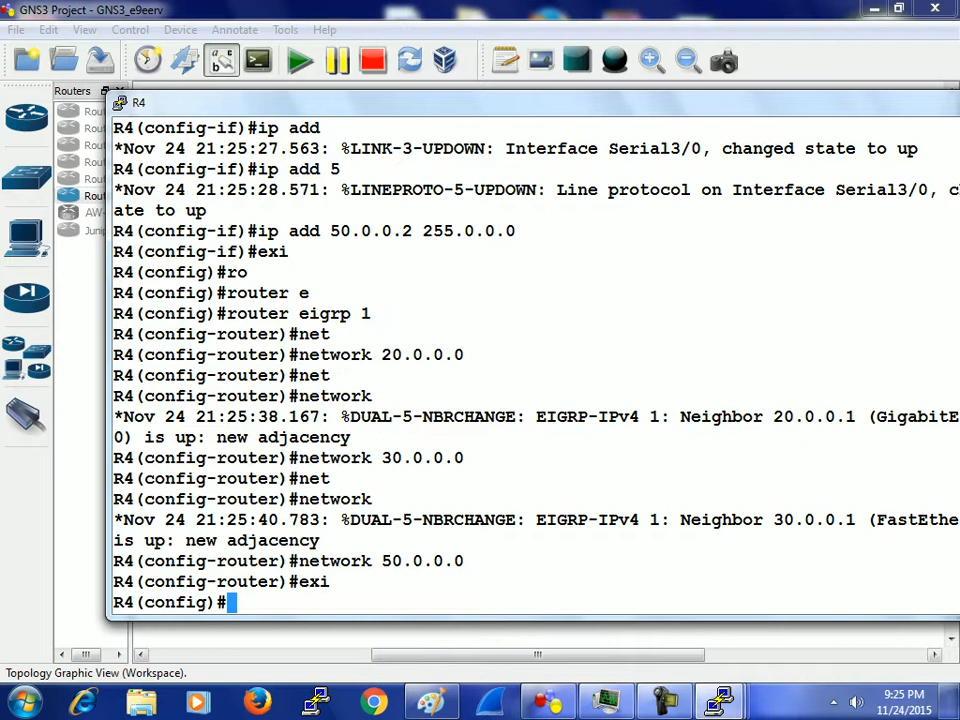 GNS3 Project - GNS3_e9eerv
File Edit View Control Device Annotate Tools Help
Routers
R4
R4(config-if)#ip add
*Nov 24 21:25:27.563: %LINK-3-UPDOWN: Interface Serial3/0, changed state to up
R4(config-if)#ip add 5
*Nov 24 21:25:28.571: %LINEPROTO-5-UPDOWN: Line protocol on Interface Serial3/0, c
ate to up
R4(config-if)#ip add 50.0.0.2 255.0.0.0
R4(config-if)#exi
R4(config)#ro
R4(config)#router e
R4(config)#router eigrp 1
R4(config-router)#net
R4(config-router)#network 20.0.0.0
R4(config-router)#net
R4(config-router)#network
*Nov 24 21:25:38.167: %DUAL-5-NBRCHANGE: EIGRP-IPv4 1: Neighbor 20.0.0.1 (GigabitE
0) is up: new adjacency
R4(config-router)#network 30.0.0.0
R4(config-router)#net
R4(config-router)#network
*Nov 24 21:25:40.783: %DUAL-5-NBRCHANGE: EIGRP-IPv4 1: Neighbor 30.0.0.1 (FastEthe
is up: new adjacency
R4(config-router)#network 50.0.0.0
R4(config-router)#exi
R4(config)#
Rou
Rou
Rou
Rou
Rou
Rou
AW-
Juni
Topology Graphic View (Workspace).
9:25 PM
11/24/2015